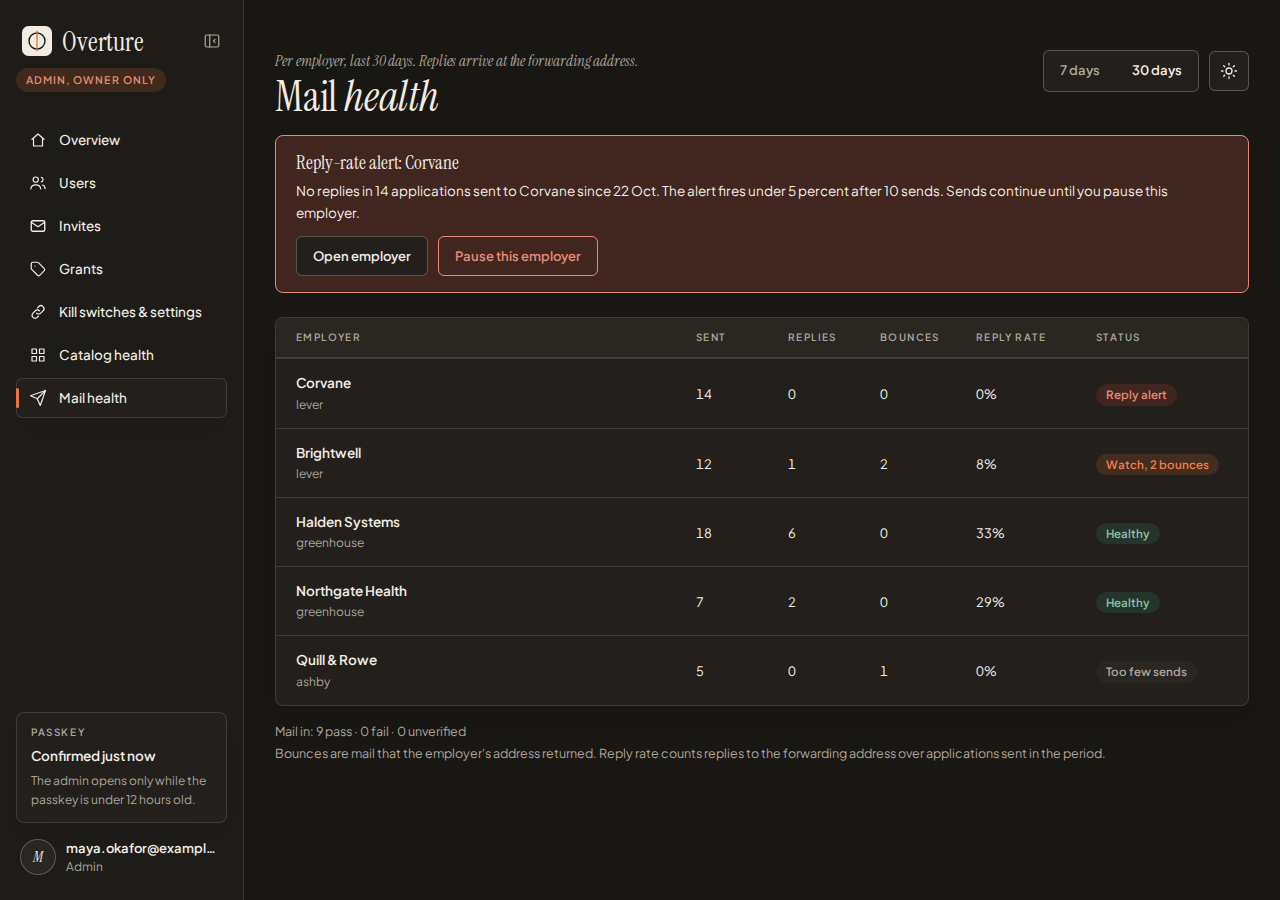 Overture
ADMIN, OWNER ONLY
Overview
Users
Invites
Grants
Kill switches & settings
Catalog health
Mail health
PASSKEY
Confirmed just now
The admin opens only while the
passkey is under 12 hours old.
M
maya.okafor@exampl…
Admin
Per employer, last 30 days. Replies arrive at the forwarding address.
Mail health
7 days 30 days
Reply-rate alert: Corvane
No replies in 14 applications sent to Corvane since 22 Oct. The alert fires under 5 percent after 10 sends. Sends continue until you pause this
employer.
Open employer Pause this employer
EMPLOYER SENT REPLIES BOUNCES REPLY RATE STATUS
Corvane
lever
14 0 0 0% Reply alert
Brightwell
lever
12 1 2 8% Watch, 2 bounces
Halden Systems
greenhouse
18 6 0 33% Healthy
Northgate Health
greenhouse
7 2 0 29% Healthy
Quill & Rowe
ashby
5 0 1 0% Too few sends
Mail in: 9 pass · 0 fail · 0 unverified
Bounces are mail that the employer's address returned. Reply rate counts replies to the forwarding address over applications sent in the period.